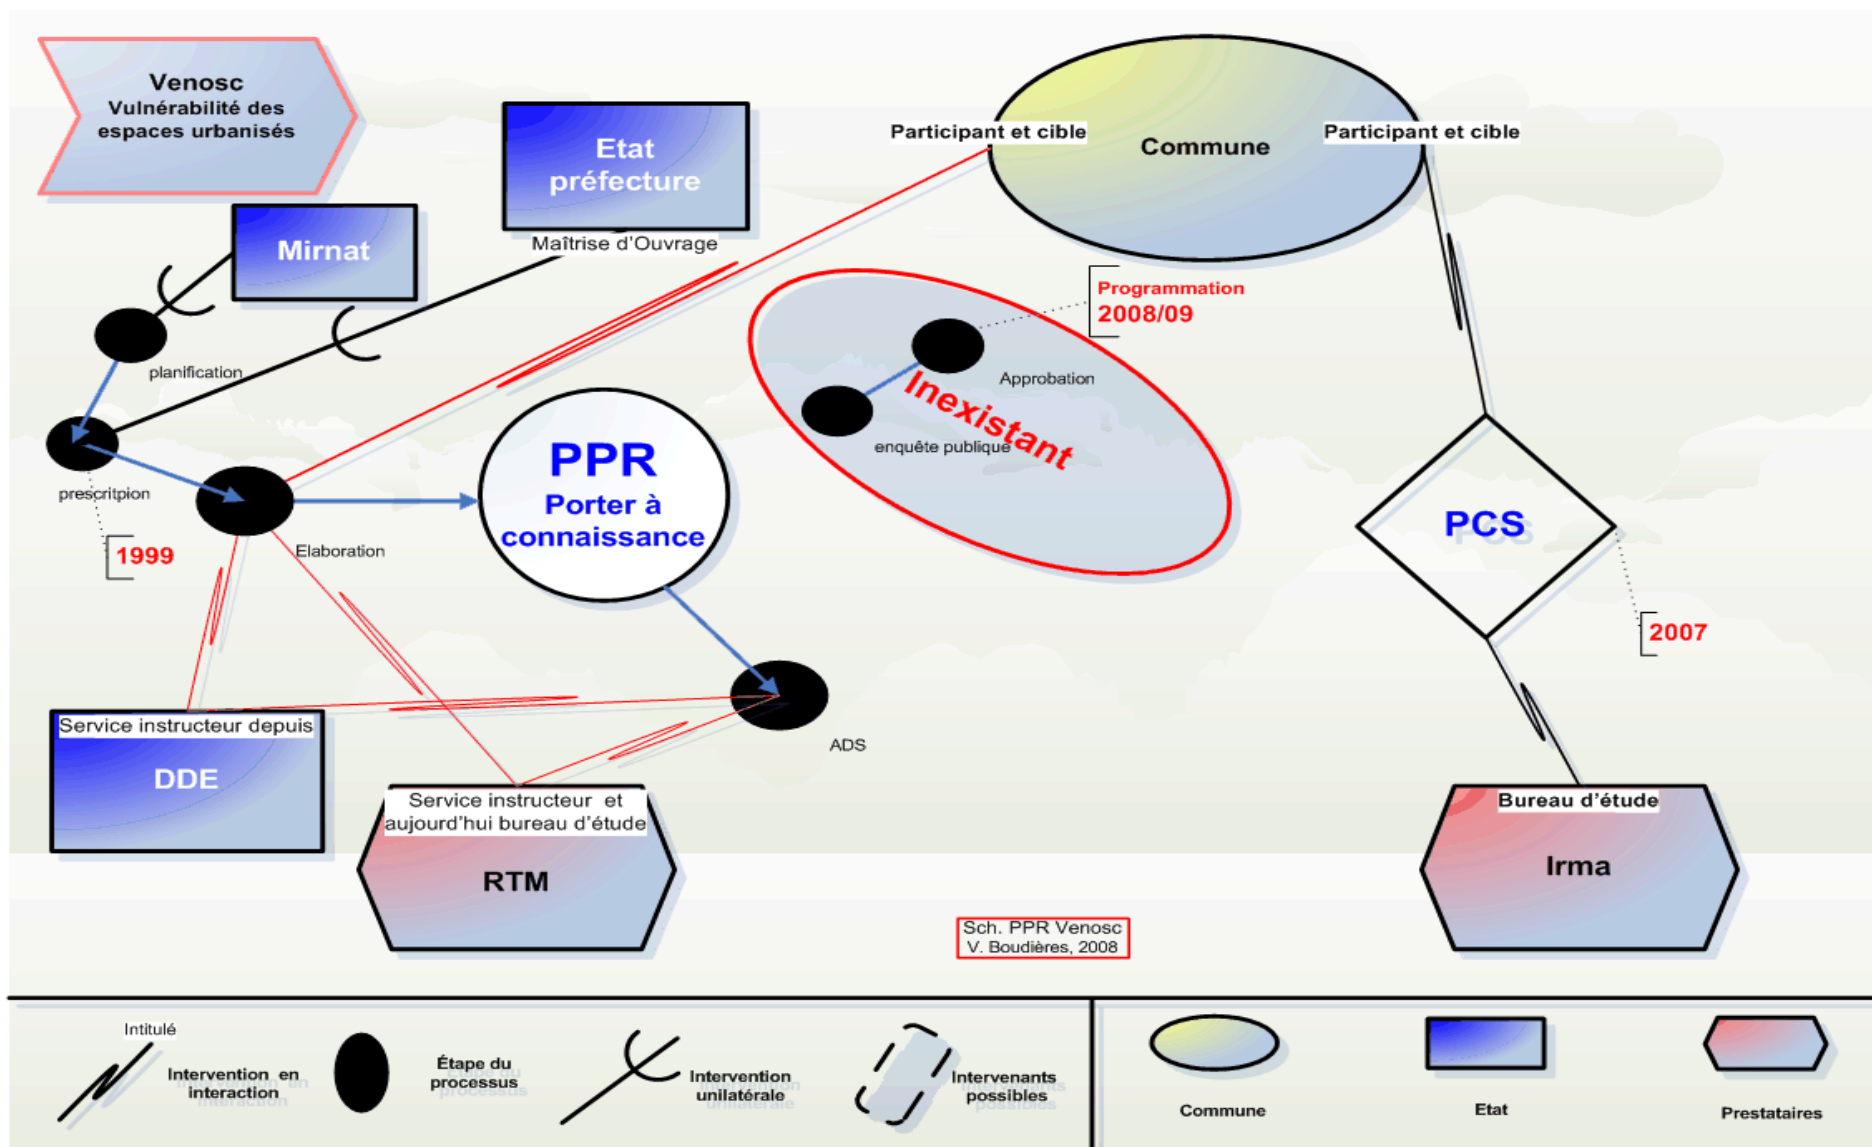 Venosc
Vulnérabilité des
espaces urbanisés
Etat
préfecture
Maîtrise d'Ouvrage
Mirnat
Participant et cible
Commune
Participant et cible
planification
prescritpion
1999
Elaboration
PPR
Porter à
connaissance
Programmation
2008/09
Approbation
enquête publique
Inexistant
PCS
2007
ADS
Service instructeur depuis
DDE
Service instructeur et
aujourd'hui bureau d'étude
RTM
Bureau d'étude
Irma
Sch. PPR Venosc
V. Boudières, 2008
Intitulé
Intervention en
interaction
Étape du
processus
Intervention
unilatérale
Intervenants
possibles
Commune
Etat
Prestataires